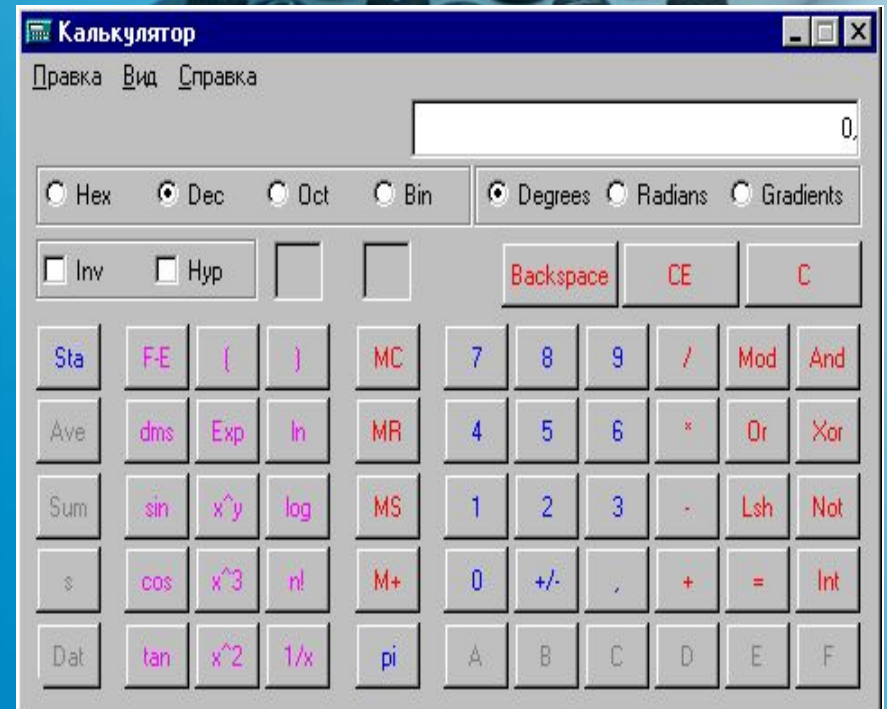 Калькулятор
Правка Вид Справка
0,
Hex Dec Oct Bin Degrees Radians Gradients
Inv Hyp Backspace CE C
Sta F-E ( ) MC 7 8 9 / Mod And
Ave dms Exp ln MR 4 5 6 * Or Xor
Sum sin x^y log MS 1 2 3 - Lsh Not
s cos x^3 n! M+ 0 +/- , + = Int
Dat tan x^2 1/x pi A B C D E F